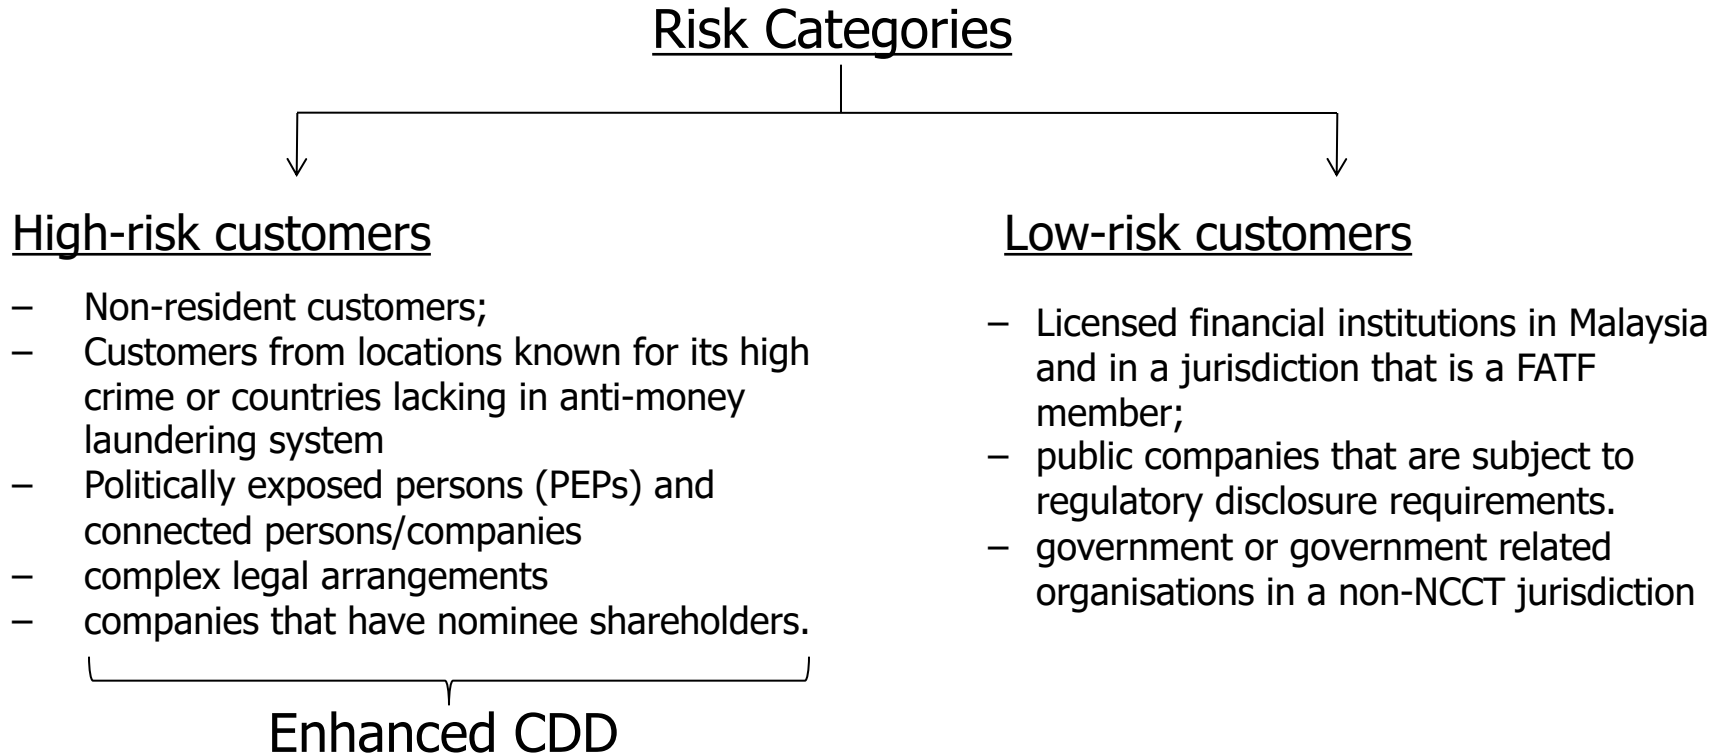 Risk Categories
High-risk customers
– Non-resident customers;
– Customers from locations known for its high
crime or countries lacking in anti-money
laundering system
– Politically exposed persons (PEPs) and
connected persons/companies
– complex legal arrangements
– companies that have nominee shareholders.
Enhanced CDD
Low-risk customers
– Licensed financial institutions in Malaysia
and in a jurisdiction that is a FATF
member;
– public companies that are subject to
regulatory disclosure requirements.
– government or government related
organisations in a non-NCCT jurisdiction